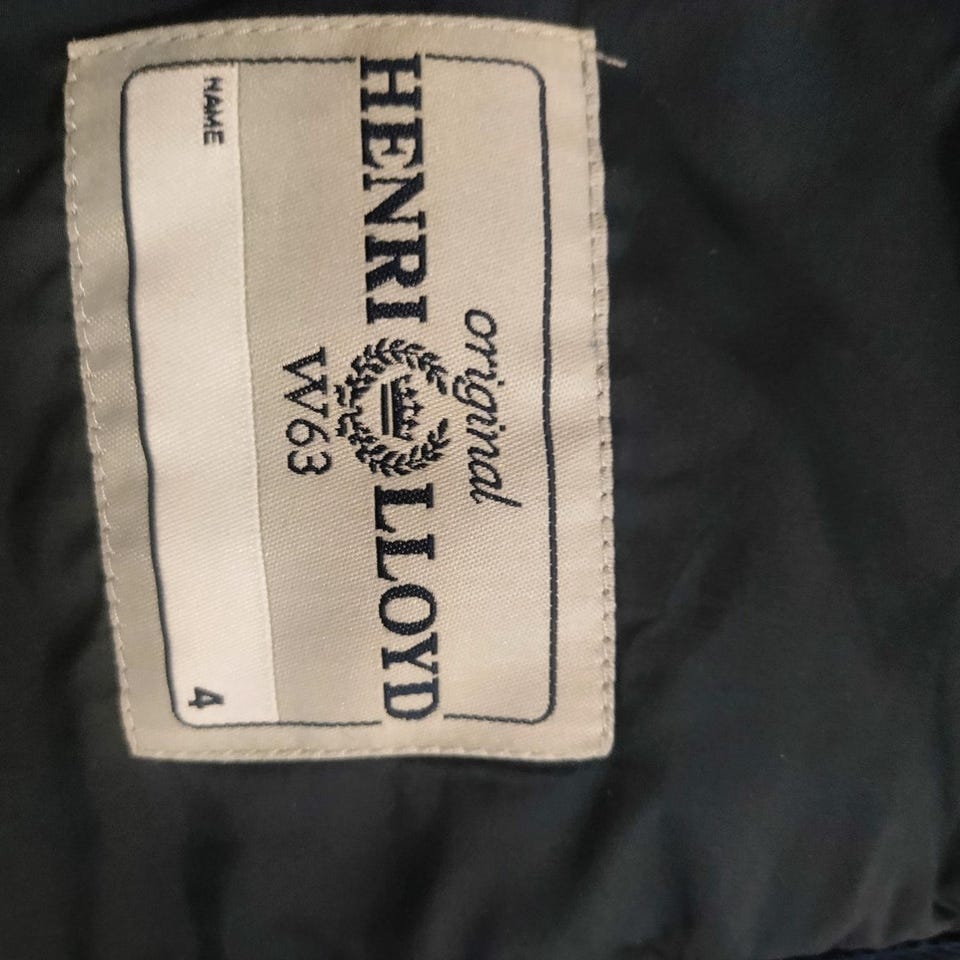 original
HENRI LLOYD
W63
NAME 4